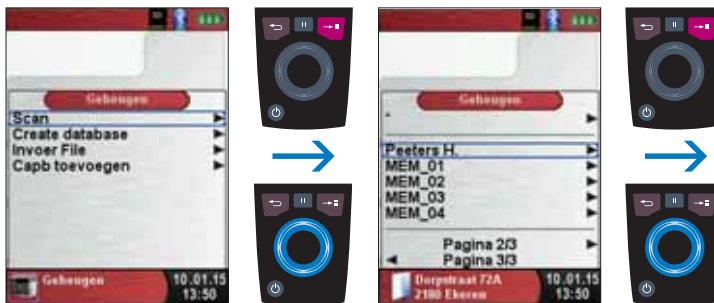 Geheugen
Scan
Create database
Invoer File
Capb toevoegen
Geheugen
10.01.15
13:50
Geheugen
-
Peeters H.
MEM_01
MEM_02
MEM_03
MEM_04
Pagina 2/3
Pagina 3/3
Dorpstraat 72A
2180 Ekeren
10.01.15
13:50